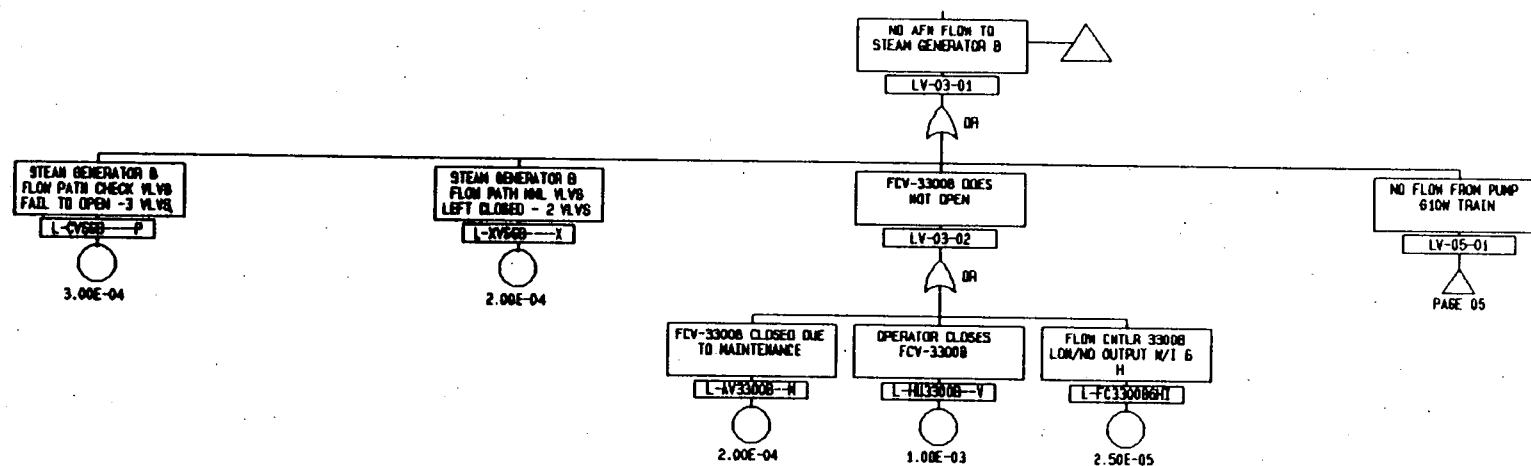 NO AFW FLOW TO
STEAM GENERATOR B
LV-03-01
OR
STEAM GENERATOR B
FLOW PATH CHECK VLVS
FAIL TO OPEN -3 VLVS
L-CVSGB----P
3.00E-04
STEAM GENERATOR B
FLOW PATH MNL VLVS
LEFT CLOSED - 2 VLVS
L-XVSGB----X
2.00E-04
FCV-3300B DOES
NOT OPEN
LV-03-02
OR
NO FLOW FROM PUMP
G10W TRAIN
LV-05-01
PAGE 05
FCV-3300B CLOSED DUE
TO MAINTENANCE
L-AV3300B--M
2.00E-04
OPERATOR CLOSES
FCV-3300B
L-HU3300B--V
1.00E-03
FLOW CNTLR 3300B
LOW/NO OUTPUT W/I G
H
L-FC3300BGHI
2.50E-05